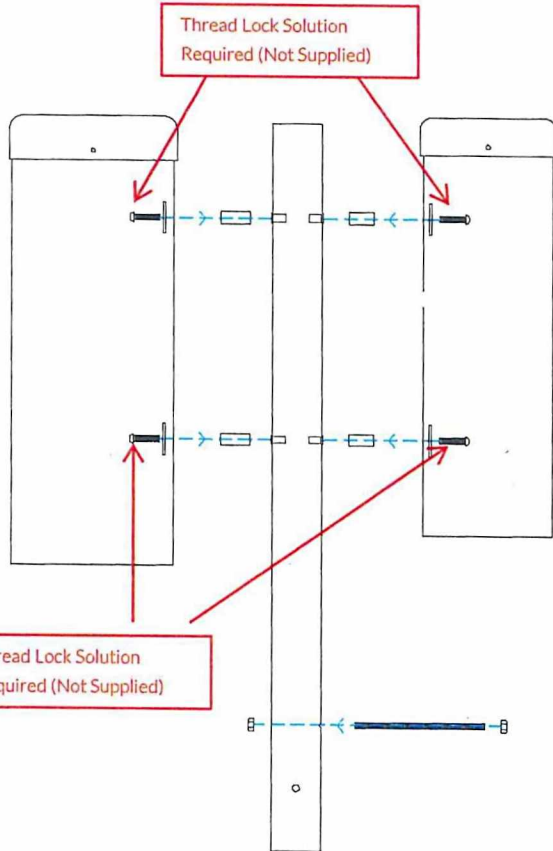 Thread Lock Solution
Required (Not Supplied)
read Lock Solution
quired (Not Supplied)